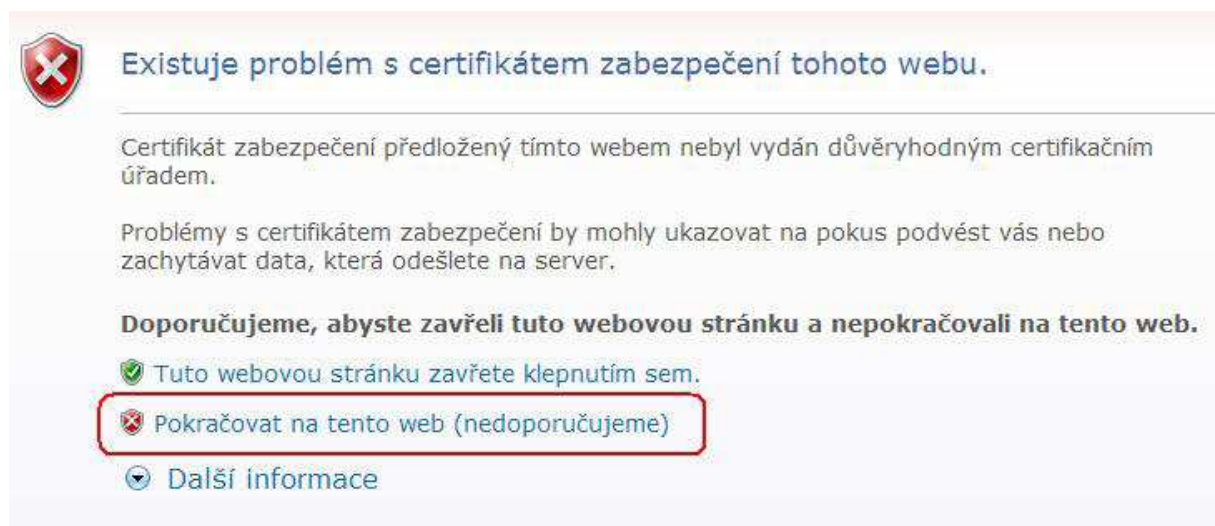 Existuje problém s certifikátem zabezpečení tohoto webu.
Certifikát zabezpečení předložený tímto webem nebyl vydán důvěryhodným certifikačním
úřadem.
Problémy s certifikátem zabezpečení by mohly ukazovat na pokus podvést vás nebo
zachytávat data, která odešlete na server.
Doporučujeme, abyste zavřeli tuto webovou stránku a nepokračovali na tento web.
Tuto webovou stránku zavřete klepnutím sem.
Pokračovat na tento web (nedoporučujeme)
Další informace